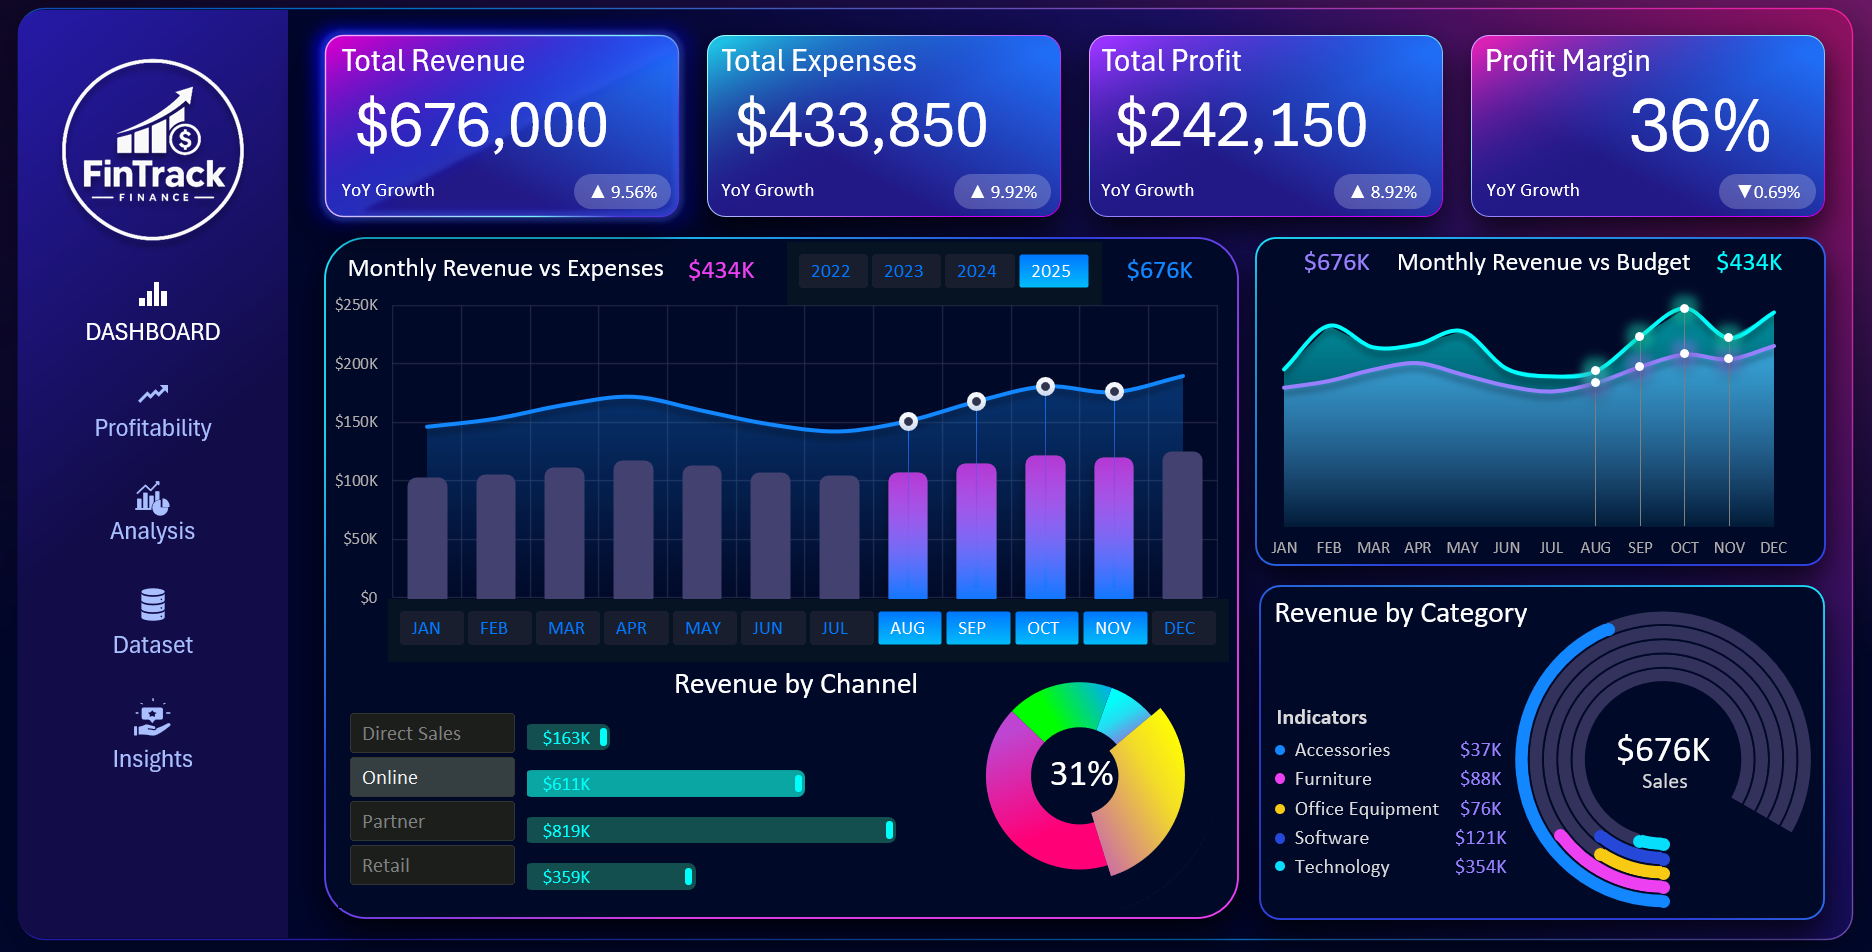 FinTrack
FINANCE
DASHBOARD
Profitability
Analysis
Dataset
Insights
Total Revenue
$676,000
YoY Growth
▲ 9.56%
Total Expenses
$433,850
YoY Growth
▲ 9.92%
Total Profit
$242,150
YoY Growth
▲ 8.92%
Profit Margin
36%
YoY Growth
▼0.69%
Monthly Revenue vs Expenses $434K 2022 2023 2024 2025 $676K
$250K
$200K
$150K
$100K
$50K
$0
JAN FEB MAR APR MAY JUN JUL AUG SEP OCT NOV DEC
$676K Monthly Revenue vs Budget $434K
JAN FEB MAR APR MAY JUN JUL AUG SEP OCT NOV DEC
Revenue by Channel
Direct Sales $163K
Online $611K
Partner $819K
Retail $359K
31%
Revenue by Category
Indicators
Accessories $37K
Furniture $88K
Office Equipment $76K
Software $121K
Technology $354K
$676K
Sales